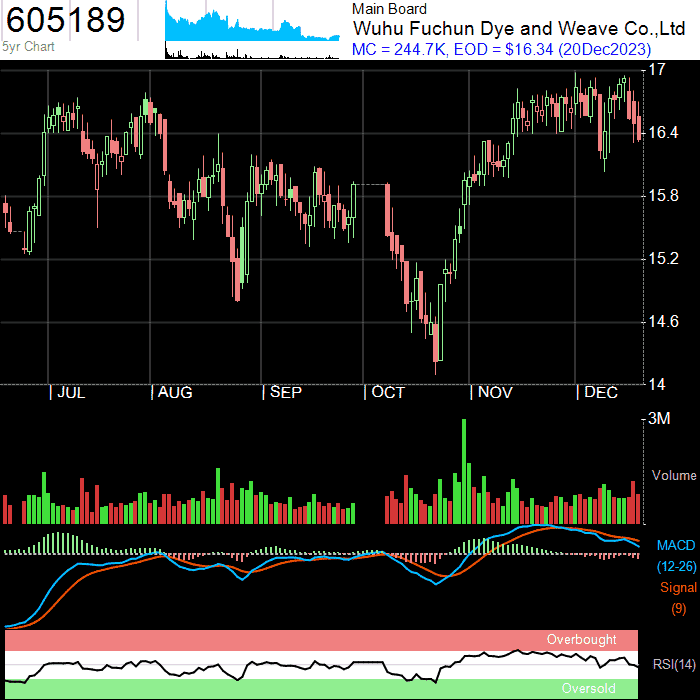 605189
5yr Chart
Main Board
Wuhu Fuchun Dye and Weave Co.,Ltd
MC = 244.7K, EOD = $16.34 (20Dec2023)
17
16.4
15.8
15.2
14.6
14
| JUL | AUG | SEP | OCT | NOV | DEC
3M
Volume
MACD
(12-26)
Signal
(9)
Overbought
RSI(14)
Oversold